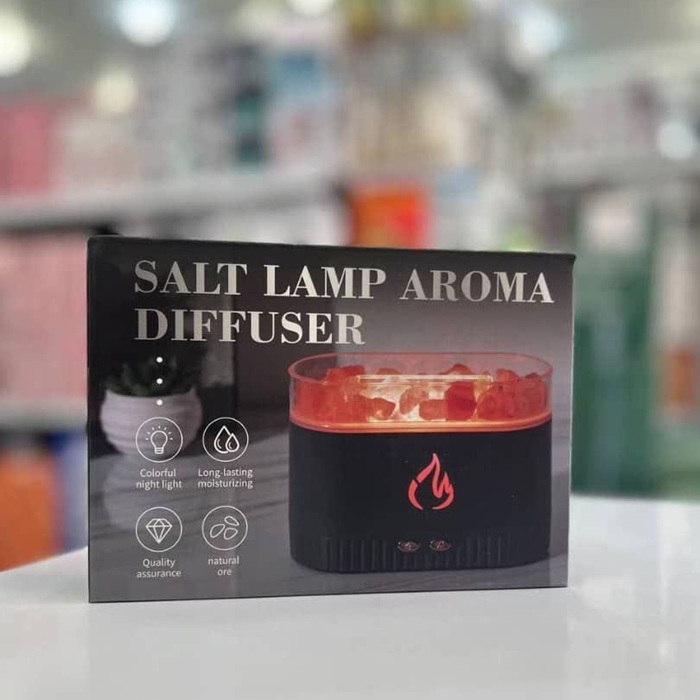 SALT LAMP AROMA
DIFFUSER
Colorful
night light
Long-lasting
moisturizing
Quality
assurance
natural
ore